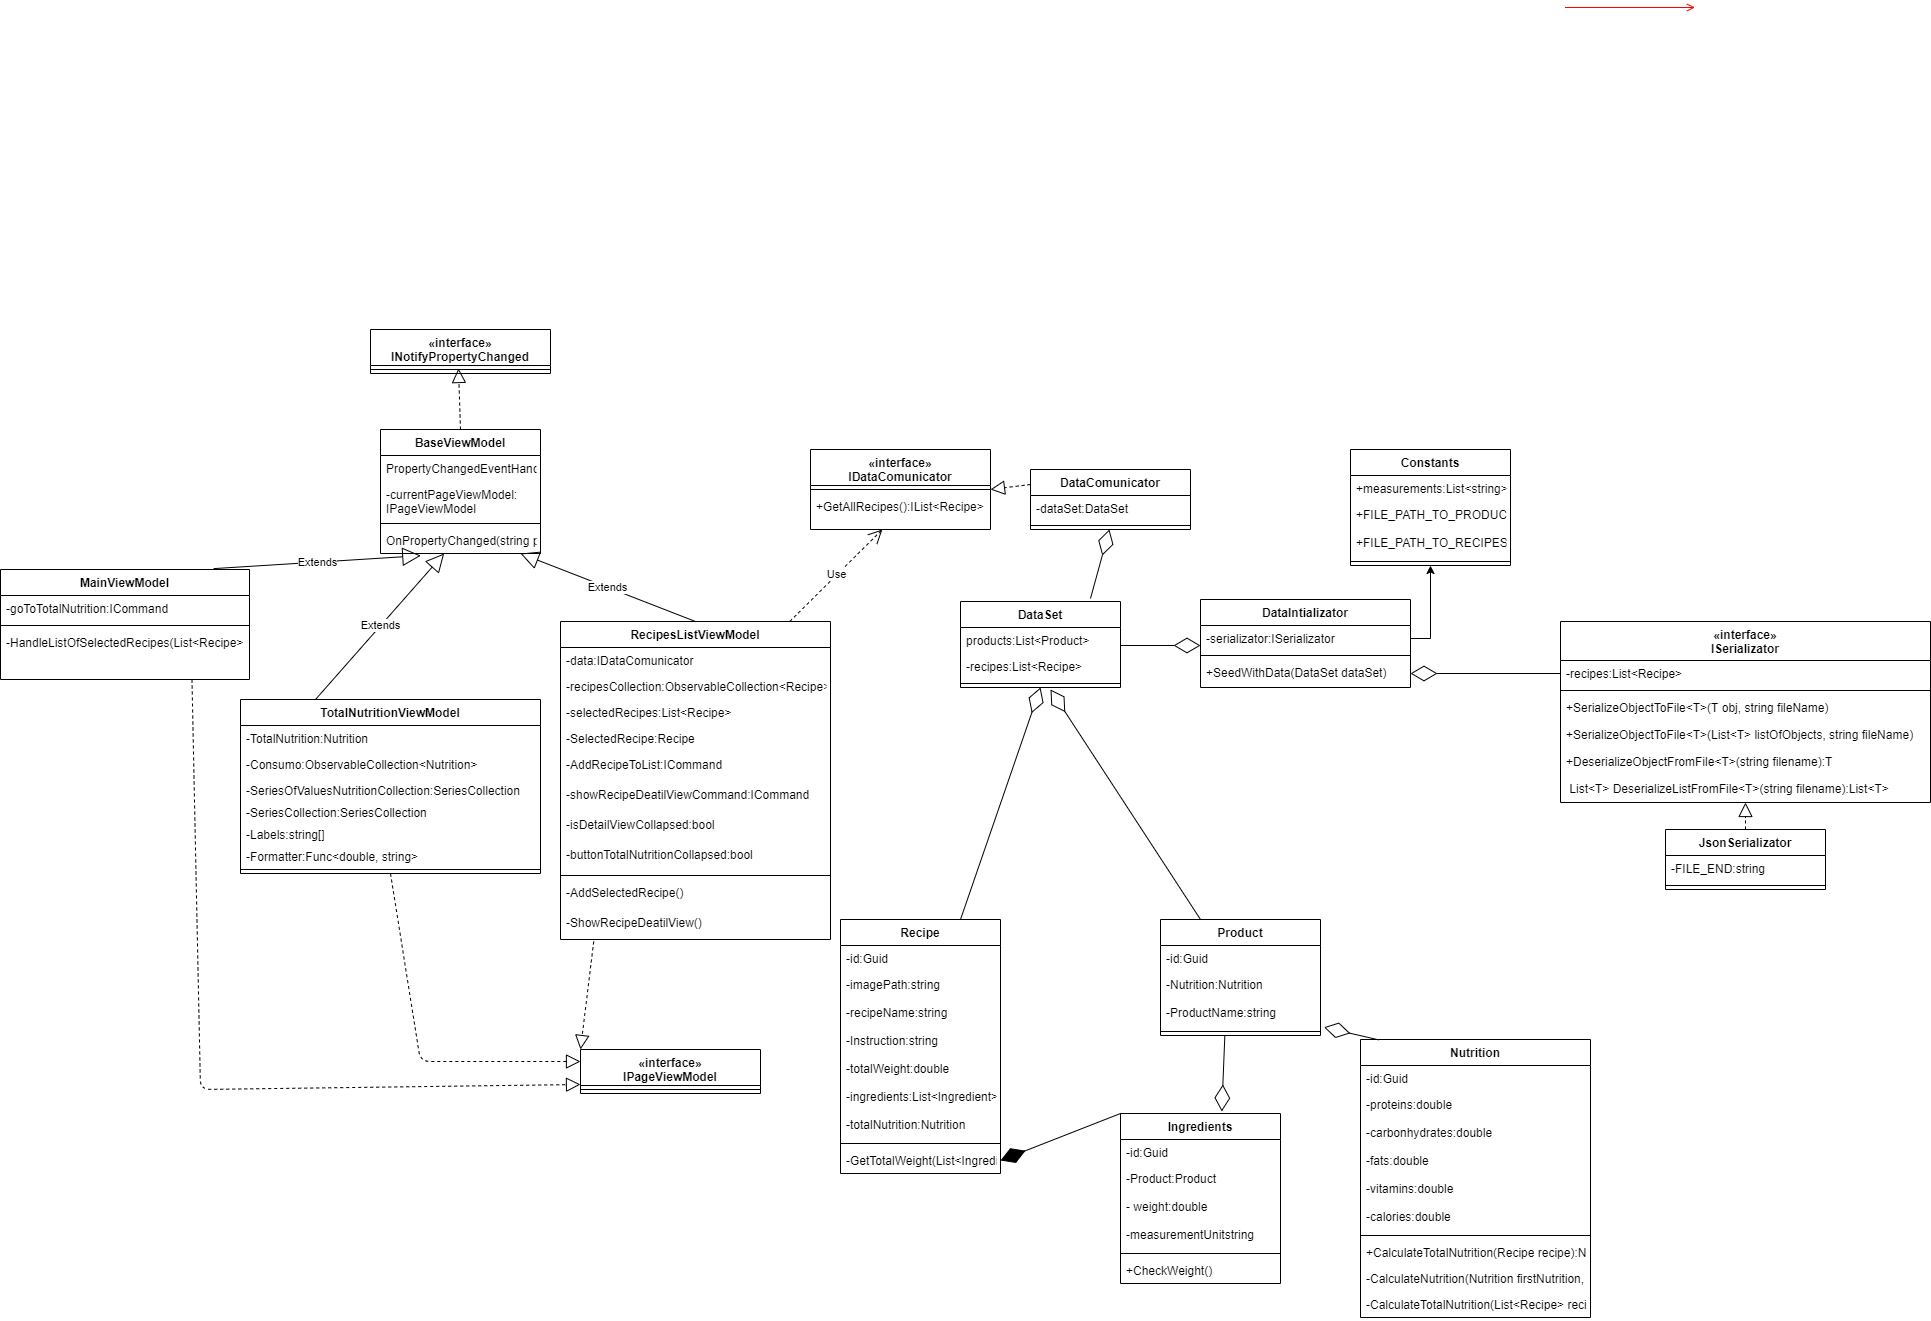 «interface»
INotifyPropertyChanged
BaseViewModel
PropertyChangedEventHand
-currentPageViewModel:
IPageViewModel
OnPropertyChanged(string p
Extends
Extends
Extends
MainViewModel
-goToTotalNutrition:ICommand
-HandleListOfSelectedRecipes(List<Recipe>
TotalNutritionViewModel
-TotalNutrition:Nutrition
-Consumo:ObservableCollection<Nutrition>
-SeriesOfValuesNutritionCollection:SeriesCollection
-SeriesCollection:SeriesCollection
-Labels:string[]
-Formatter:Func<double, string>
RecipesListViewModel
-data:IDataComunicator
-recipesCollection:ObservableCollection<Recipe>
-selectedRecipes:List<Recipe>
-SelectedRecipe:Recipe
-AddRecipeToList:ICommand
-showRecipeDeatilViewCommand:ICommand
-isDetailViewCollapsed:bool
-buttonTotalNutritionCollapsed:bool
-AddSelectedRecipe()
-ShowRecipeDeatilView()
«interface»
IPageViewModel
Use
«interface»
IDataComunicator
+GetAllRecipes():IList<Recipe>
DataComunicator
-dataSet:DataSet
DataSet
products:List<Product>
-recipes:List<Recipe>
DataIntializator
-serializator:ISerializator
+SeedWithData(DataSet dataSet)
Constants
+measurements:List<string>
+FILE_PATH_TO_PRODUC
+FILE_PATH_TO_RECIPES
«interface»
ISerializator
-recipes:List<Recipe>
+SerializeObjectToFile<T>(T obj, string fileName)
+SerializeObjectToFile<T>(List<T> listOfObjects, string fileName)
+DeserializeObjectFromFile<T>(string filename):T
List<T> DeserializeListFromFile<T>(string filename):List<T>
JsonSerializator
-FILE_END:string
Recipe
-id:Guid
-imagePath:string
-recipeName:string
-Instruction:string
-totalWeight:double
-ingredients:List<Ingredient>
-totalNutrition:Nutrition
-GetTotalWeight(List<Ingredi
Product
-id:Guid
-Nutrition:Nutrition
-ProductName:string
Ingredients
-id:Guid
-Product:Product
- weight:double
-measurementUnitstring
+CheckWeight()
Nutrition
-id:Guid
-proteins:double
-carbonhydrates:double
-fats:double
-vitamins:double
-calories:double
+CalculateTotalNutrition(Recipe recipe):N
-CalculateNutrition(Nutrition firstNutrition,
-CalculateTotalNutrition(List<Recipe> reci